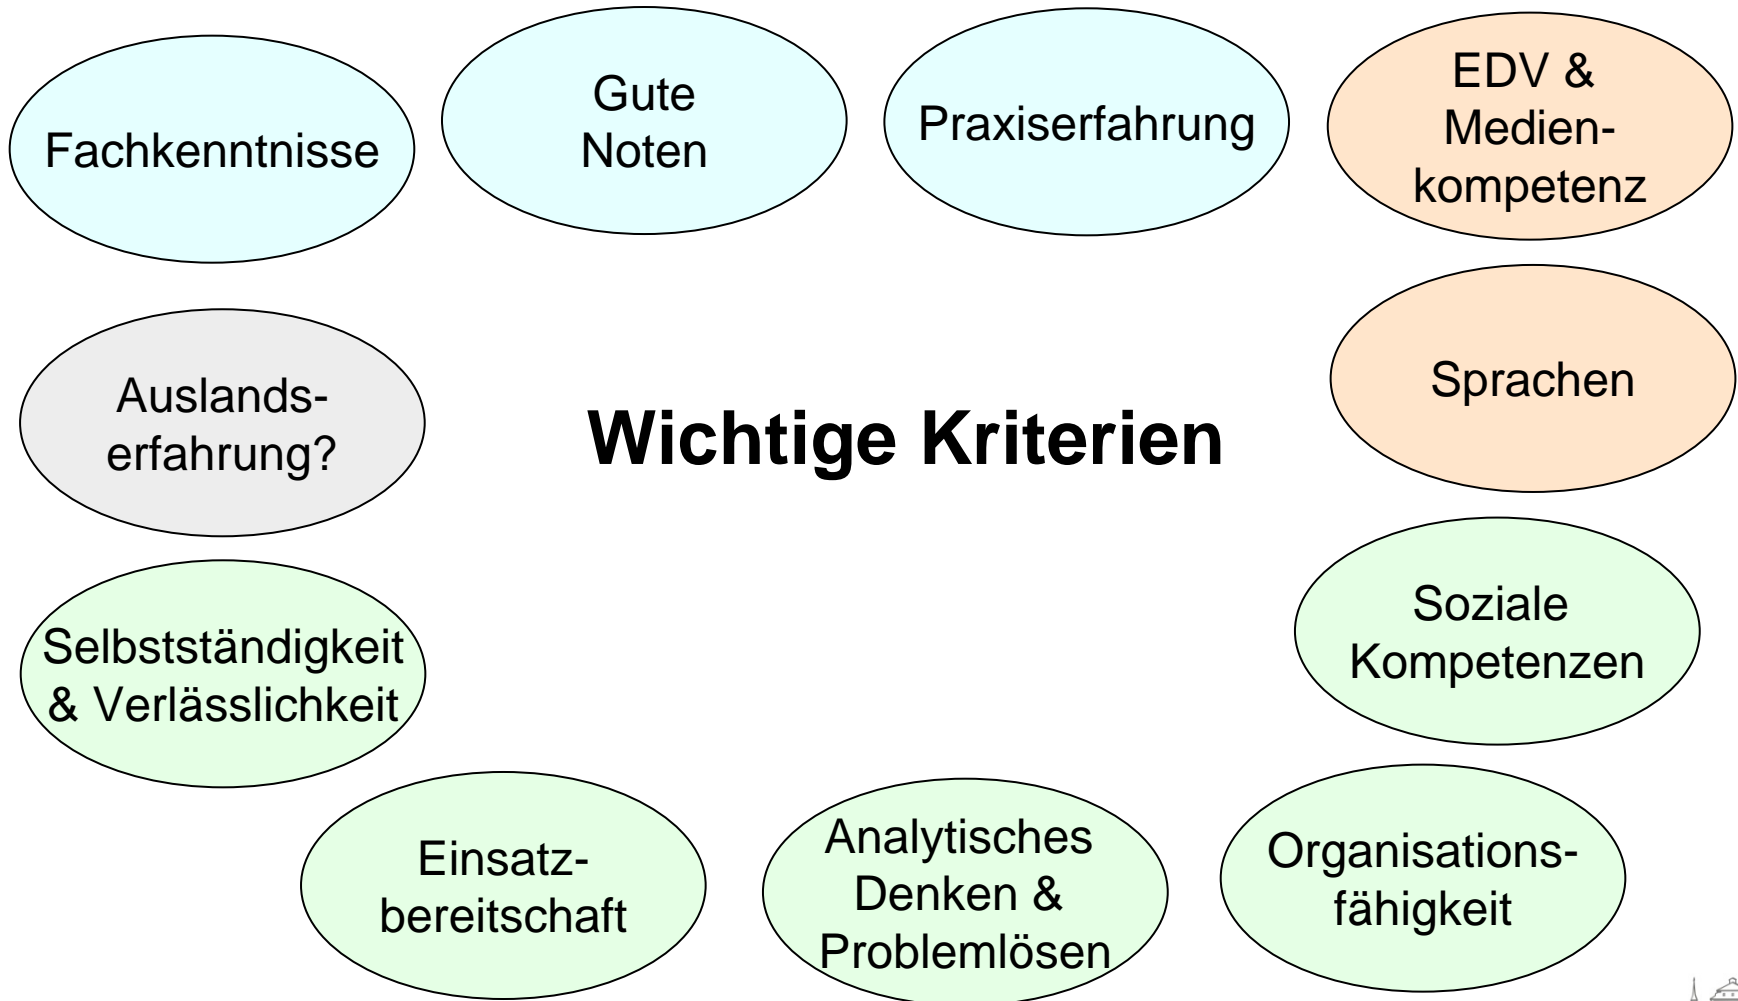 Fachkenntnisse
Gute
Noten
Praxiserfahrung
EDV &
Medien-
kompetenz
Auslands-
erfahrung?
Wichtige Kriterien
Sprachen
Selbstständigkeit
& Verlässlichkeit
Soziale
Kompetenzen
Einsatz-
bereitschaft
Analytisches
Denken &
Problemlösen
Organisations-
fähigkeit